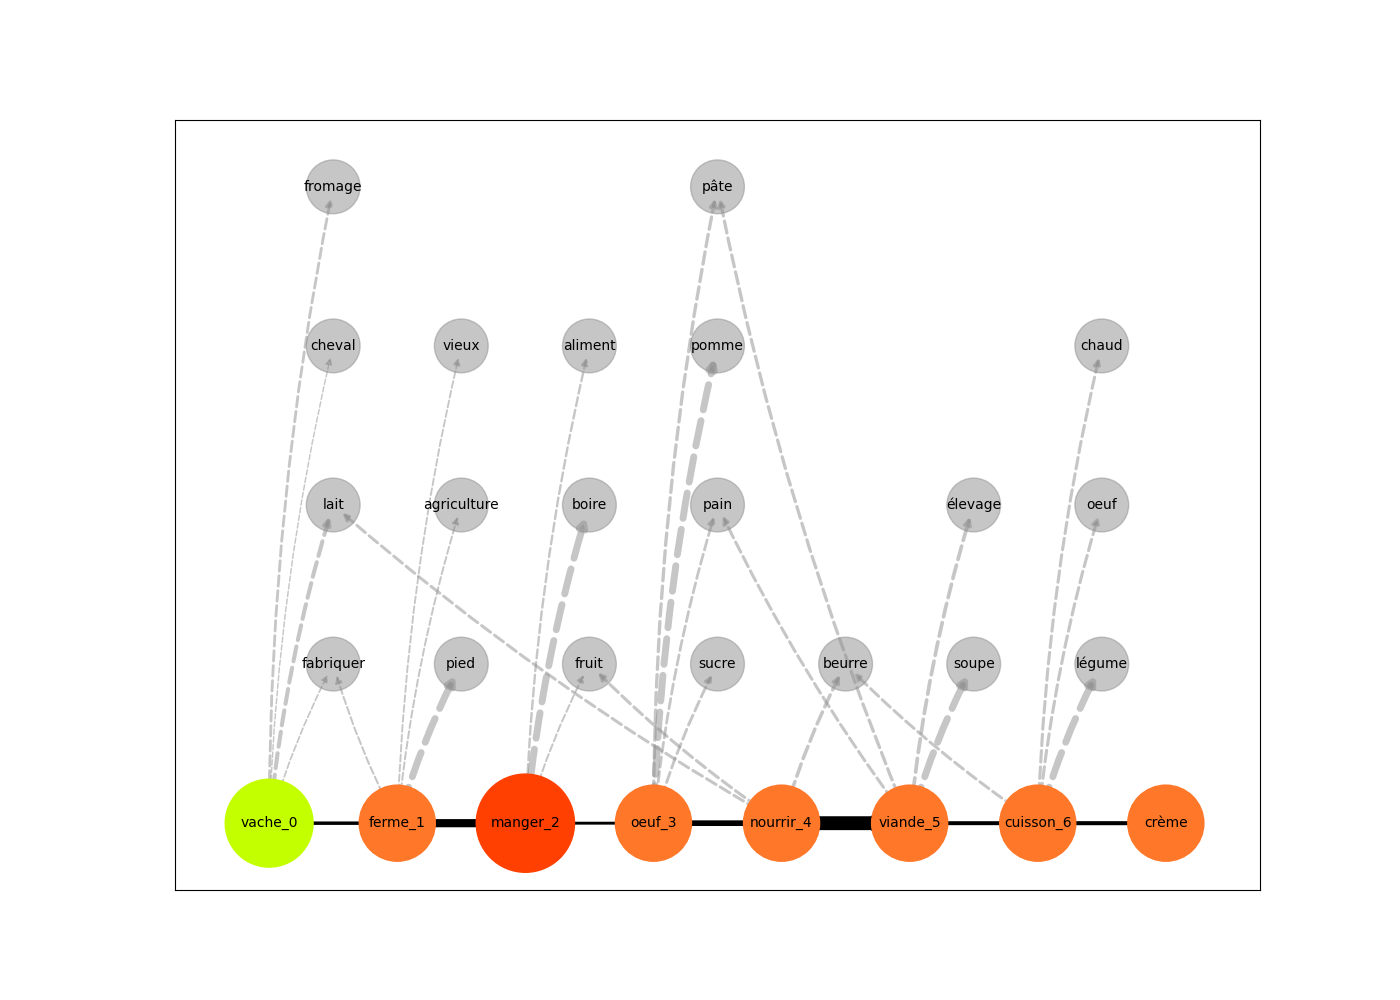 fromage
pâte
cheval
vieux
aliment
pomme
chaud
lait
agriculture
boire
pain
élevage
oeuf
fabriquer
pied
fruit
sucre
beurre
soupe
légume
vache_0
ferme_1
manger_2
oeuf_3
nourrir_4
viande_5
cuisson_6
crème